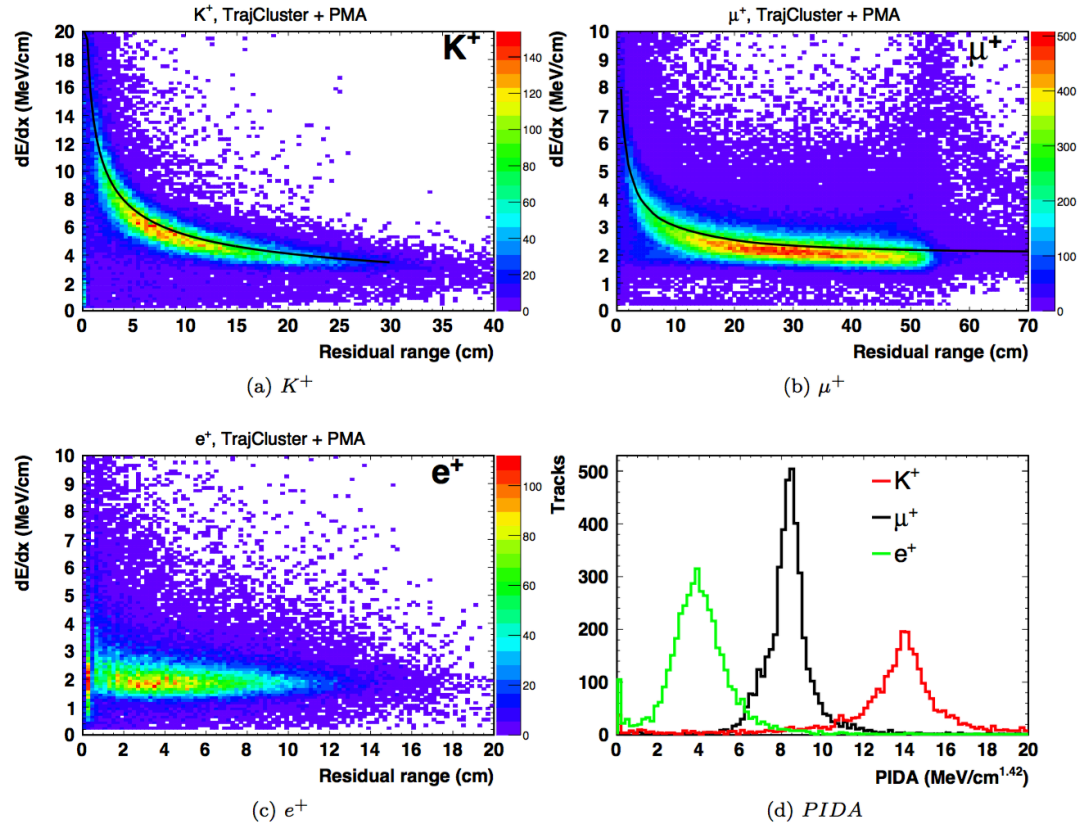 K+, TrajCluster + PMA
K+
dE/dx (MeV/cm)
20
18
16
14
12
10
8
6
4
2
0
0 5 10 15 20 25 30 35 40
Residual range (cm)
140
120
100
80
60
40
20
0
(a) K+
μ+, TrajCluster + PMA
μ+
dE/dx (MeV/cm)
10
9
8
7
6
5
4
3
2
1
0
0 10 20 30 40 50 60 70
Residual range (cm)
500
400
300
200
100
0
(b) μ+
e+, TrajCluster + PMA
e+
dE/dx (MeV/cm)
10
9
8
7
6
5
4
3
2
1
0
0 2 4 6 8 10 12 14 16 18 20
Residual range (cm)
100
80
60
40
20
0
(c) e+
Tracks
500
400
300
200
100
0
K+
μ+
e+
0 2 4 6 8 10 12 14 16 18 20
PIDA (MeV/cm1.42)
(d) PIDA